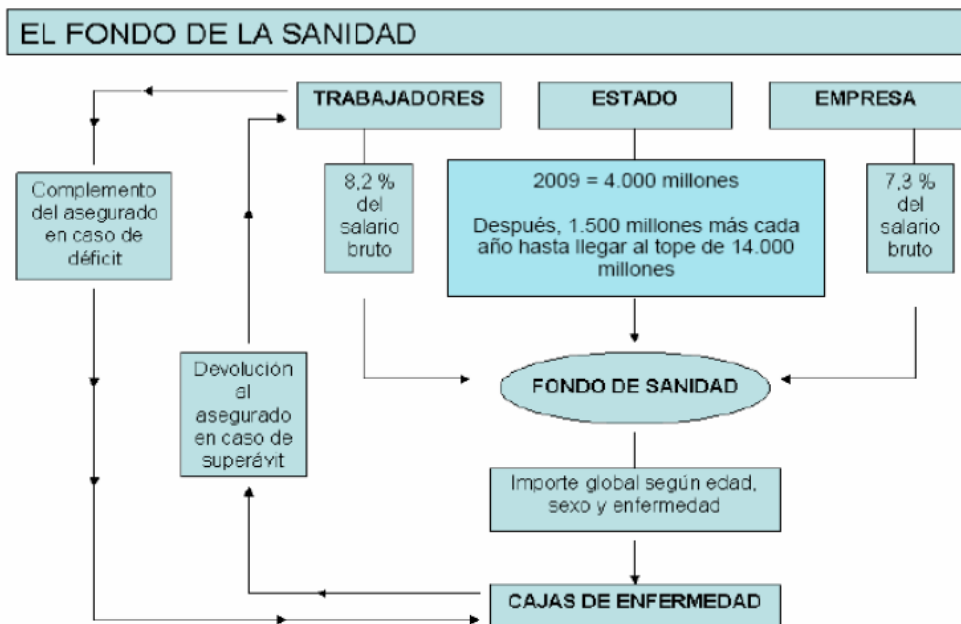 EL FONDO DE LA SANIDAD
TRABAJADORES
ESTADO
EMPRESA
Complemento
del asegurado
en caso de
déficit
8,2 %
del
salario
bruto
2009 = 4.000 millones
Después, 1.500 millones más cada
año hasta llegar al tope de 14.000
millones
7,3 %
del
salario
bruto
Devolución
al
asegurado
en caso de
superávit
FONDO DE SANIDAD
Importe global según edad,
sexo y enfermedad
CAJAS DE ENFERMEDAD